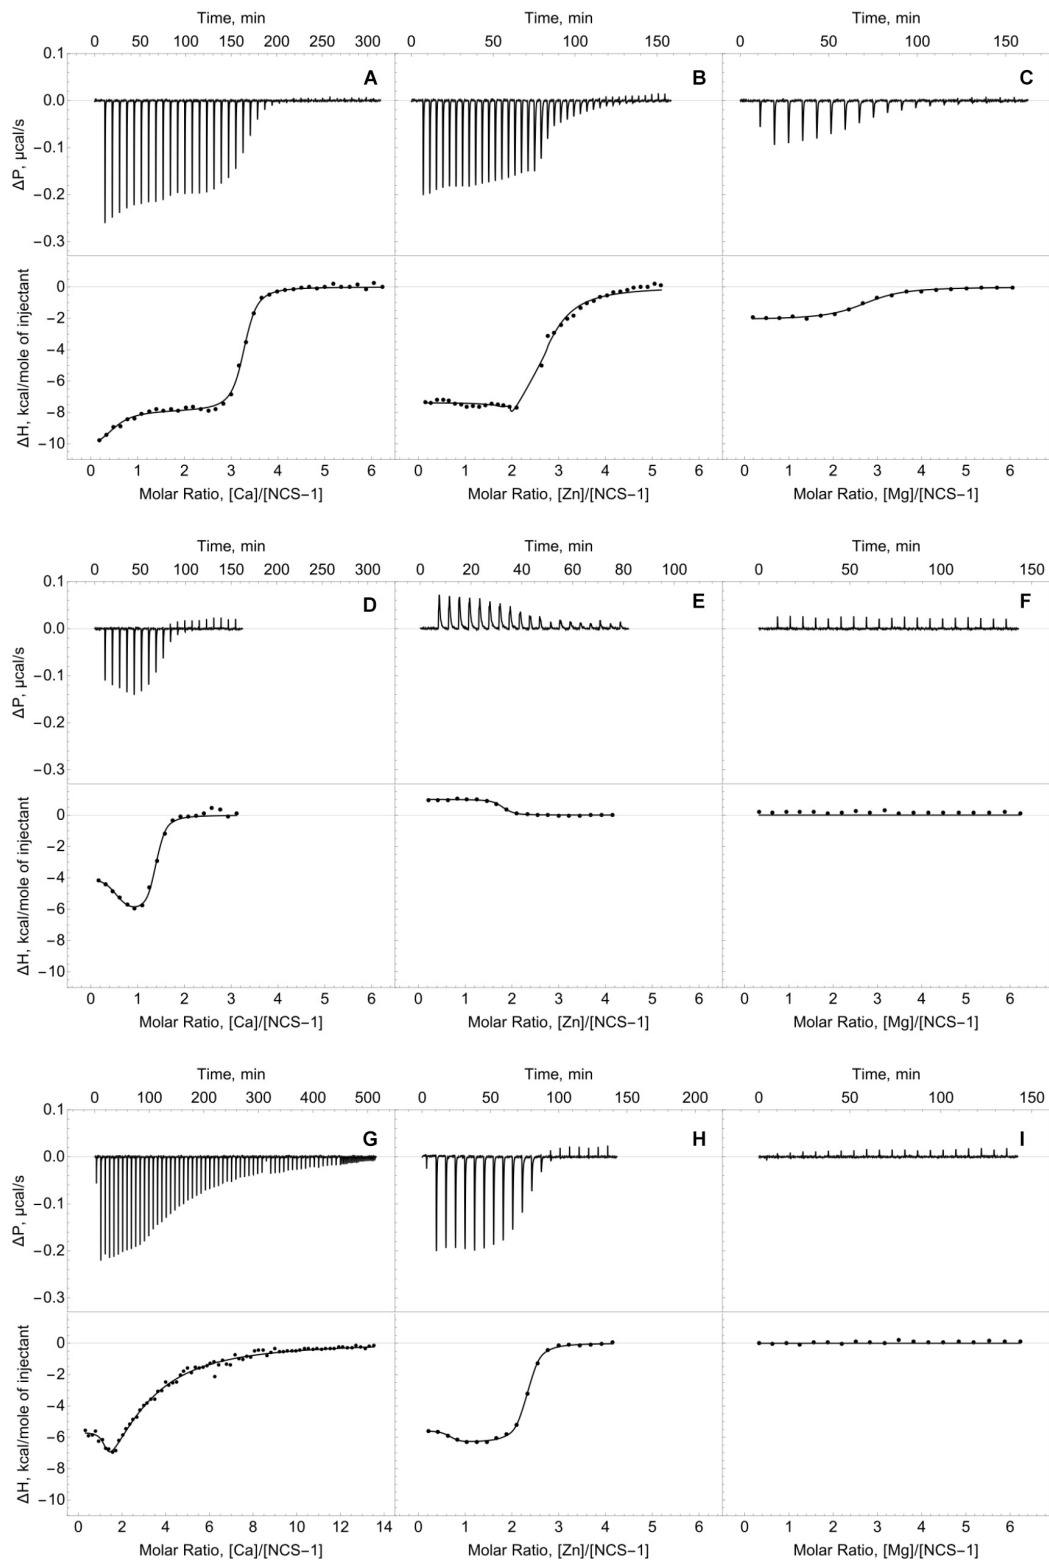 Time, min Time, min Time, min
0 50 100 150 200 250 300 0 50 100 150 0 50 100 150
0.1 A B C
0.0
−0.1
−0.2
−0.3
ΔP, µcal/s
0
−2
−4
−6
−8
−10
ΔH, kcal/mole of injectant
0 1 2 3 4 5 6 0 1 2 3 4 5 6 0 1 2 3 4 5 6
Molar Ratio, [Ca]/[NCS−1] Molar Ratio, [Zn]/[NCS−1] Molar Ratio, [Mg]/[NCS−1]
Time, min Time, min Time, min
0 50 100 150 200 270 300 0 20 40 60 80 100 0 50 100 150
0.1 D E F
0.0
−0.1
−0.2
−0.3
ΔP, µcal/s
0
−2
−4
−6
−8
−10
ΔH, kcal/mole of injectant
0 1 2 3 4 5 6 0 1 2 3 4 5 6 0 1 2 3 4 5 6
Molar Ratio, [Ca]/[NCS−1] Molar Ratio, [Zn]/[NCS−1] Molar Ratio, [Mg]/[NCS−1]
Time, min Time, min Time, min
0 100 200 300 400 500 0 50 100 140 200 0 50 100 150
0.1 G H I
0.0
−0.1
−0.2
−0.3
ΔP, µcal/s
0
−2
−4
−6
−8
−10
ΔH, kcal/mole of injectant
0 2 4 6 8 10 12 14 0 1 2 3 4 5 6 0 1 2 3 4 5 6
Molar Ratio, [Ca]/[NCS−1] Molar Ratio, [Zn]/[NCS−1] Molar Ratio, [Mg]/[NCS−1]